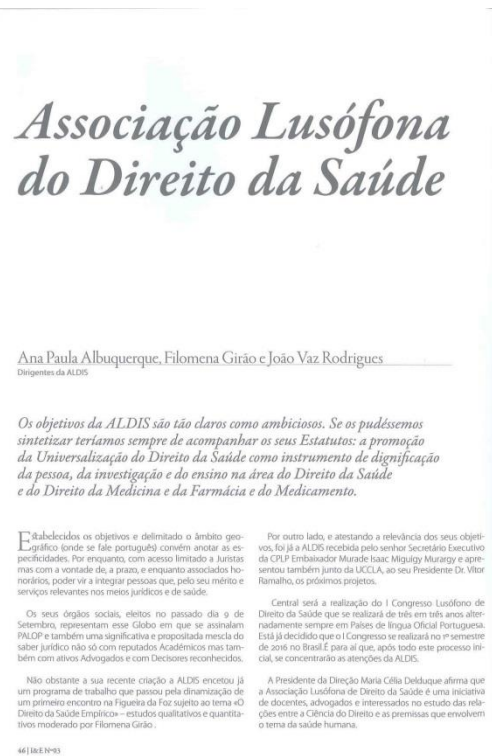 Associação Lusófona
do Direito da Saúde
Ana Paula Albuquerque, Filomena Girão e João Vaz Rodrigues
Dirigentes da ALDIS
Os objetivos da ALDIS são tão claros como ambiciosos. Se os pudéssemos
sintetizar teríamos sempre de acompanhar os seus Estatutos: a promoção
da Universalização do Direito da Saúde como instrumento de dignificação
da pessoa, da investigação e do ensino na área do Direito da Saúde
e do Direito da Medicina e da Farmácia e do Medicamento.
Estabelecidos os objetivos e delimitado o âmbito geo-
gráfico (onde se fale português) convém anotar as es-
pecificidades. Por enquanto, com acesso limitado a Juristas
mas com a vontade de, a prazo, e enquanto associados ho-
norários, poder vir a integrar pessoas que, pelo seu mérito e
serviços relevantes nos meios jurídicos e de saúde.
Os seus órgãos sociais, eleitos no passado dia 9 de
Setembro, representam esse Globo em que se assinalam
PALOP e também uma significativa e propositada mescla do
saber jurídico não só com reputados Académicos mas tam-
bém com ativos Advogados e com Decisores reconhecidos.
Não obstante a sua recente criação a ALDIS encetou já
um programa de trabalho que passou pela dinamização de
um primeiro encontro na Figueira da Foz sujeito ao tema «O
Direito da Saúde Empírico» – estudos qualitativos e quantita-
tivos moderado por Filomena Girão .
Por outro lado, e atestando a relevância dos seus objeti-
vos, foi já a ALDIS recebida pelo senhor Secretário Executivo
da CPLP Embaixador Murade Isaac Miguigy Murargy e apre-
sentou também junto da UCCLA, ao seu Presidente Dr. Vítor
Ramalho, os próximos projetos.
Central será a realização do I Congresso Lusófono de
Direito da Saúde que se realizará de três em três anos alter-
nadamente sempre em Países de língua Oficial Portuguesa.
Está já decidido que o I Congresso se realizará no 1º semestre
de 2016 no Brasil.É para aí que, após todo este processo ini-
cial, se concentrarão as atenções da ALDIS.
A Presidente da Direção Maria Célia Delduque afirma que
a Associação Lusófona de Direito da Saúde é uma iniciativa
de docentes, advogados e interessados no estudo das rela-
ções entre a Ciência do Direito e as premissas que envolvem
o tema da saúde humana.
46 | I&E Nº03